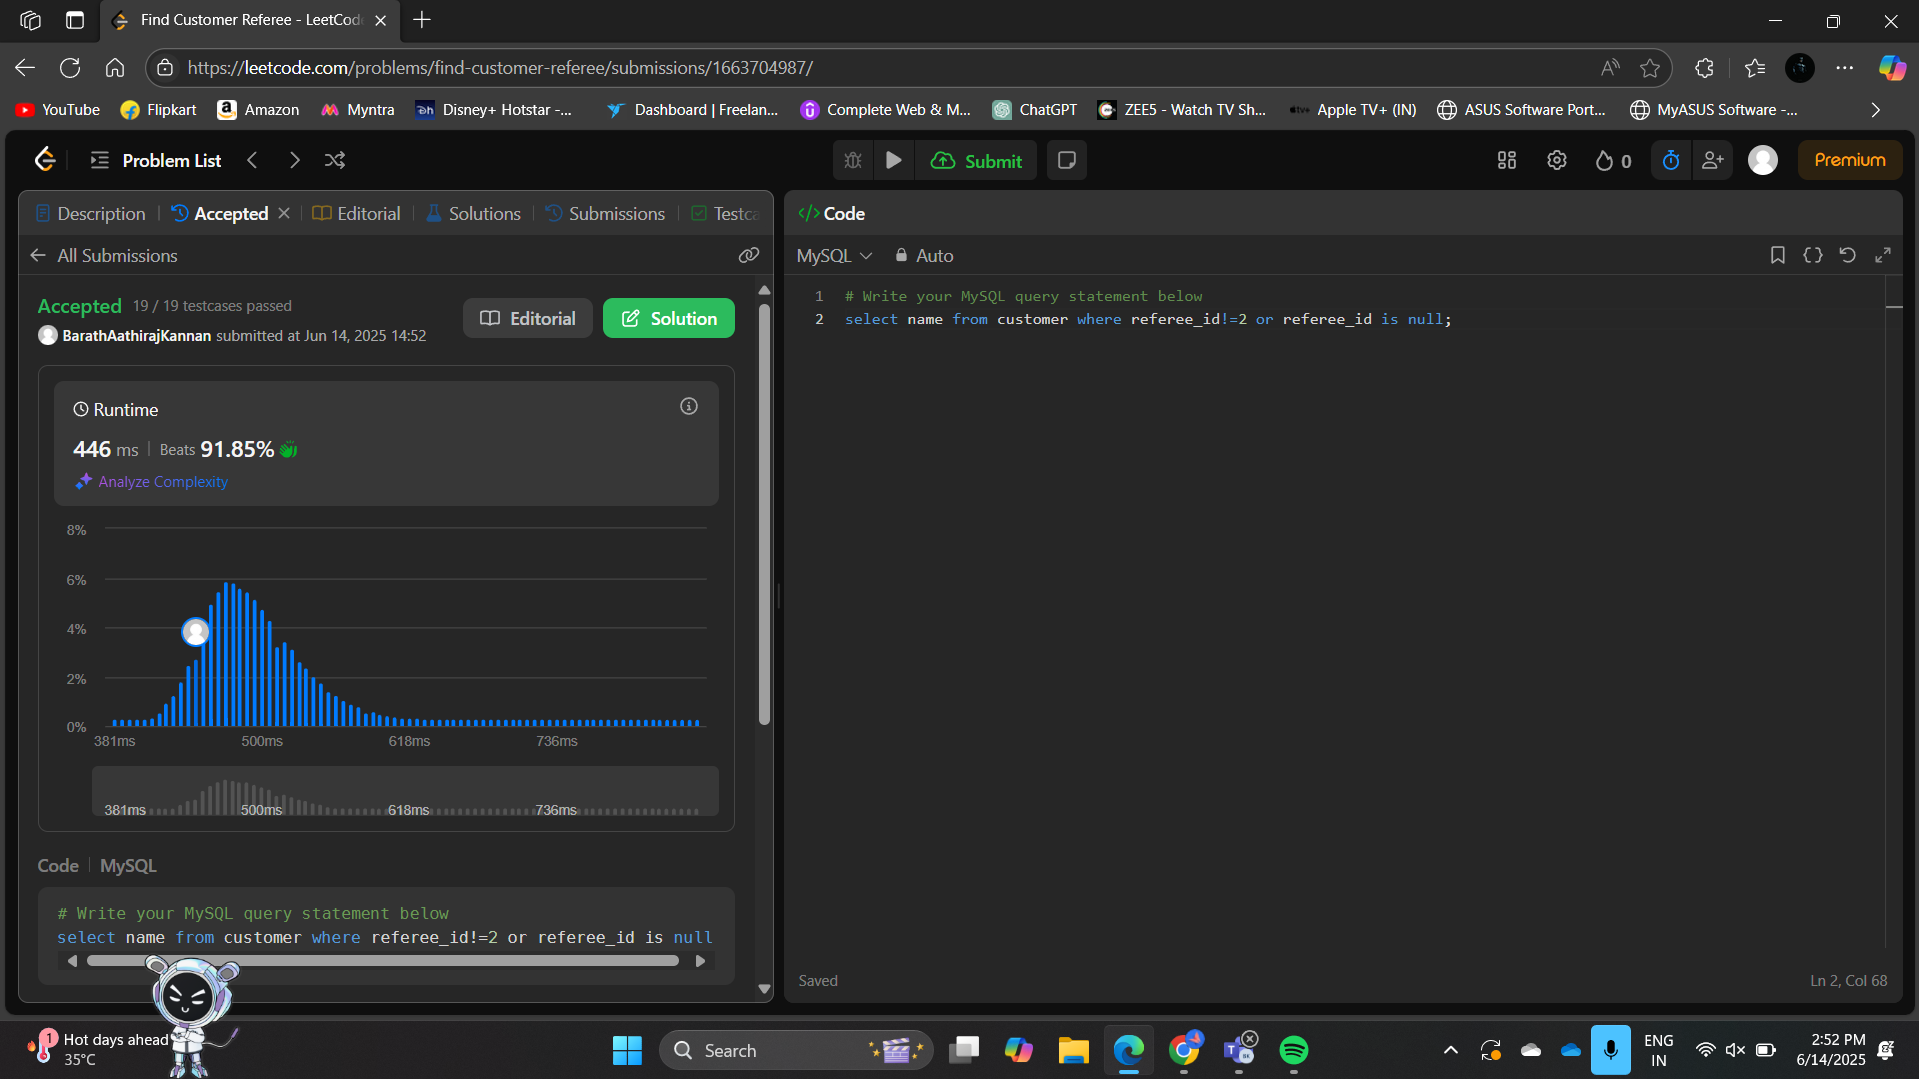 Find Customer Referee - LeetCod
https://leetcode.com/problems/find-customer-referee/submissions/1663704987/
YouTube Flipkart Amazon Myntra Disney+ Hotstar -... Dashboard | Freelan... Complete Web & M... ChatGPT ZEE5 - Watch TV Sh... Apple TV+ (IN) ASUS Software Port... MyASUS Software -...
Problem List Submit 0 Premium
Description Accepted Editorial Solutions Submissions Testca
All Submissions
Accepted 19 / 19 testcases passed
BarathAathirajKannan submitted at Jun 14, 2025 14:52
Editorial Solution
Runtime
446 ms | Beats 91.85%
Analyze Complexity
8%
6%
4%
2%
0%
381ms 500ms 618ms 736ms
381ms 500ms 618ms 736ms
Code | MySQL
# Write your MySQL query statement below
select name from customer where referee_id!=2 or referee_id is null
</> Code
MySQL Auto
1 # Write your MySQL query statement below
2 select name from customer where referee_id!=2 or referee_id is null;
Saved Ln 2, Col 68
1 Hot days ahead
35°C
Search
ENG
IN
2:52 PM
6/14/2025